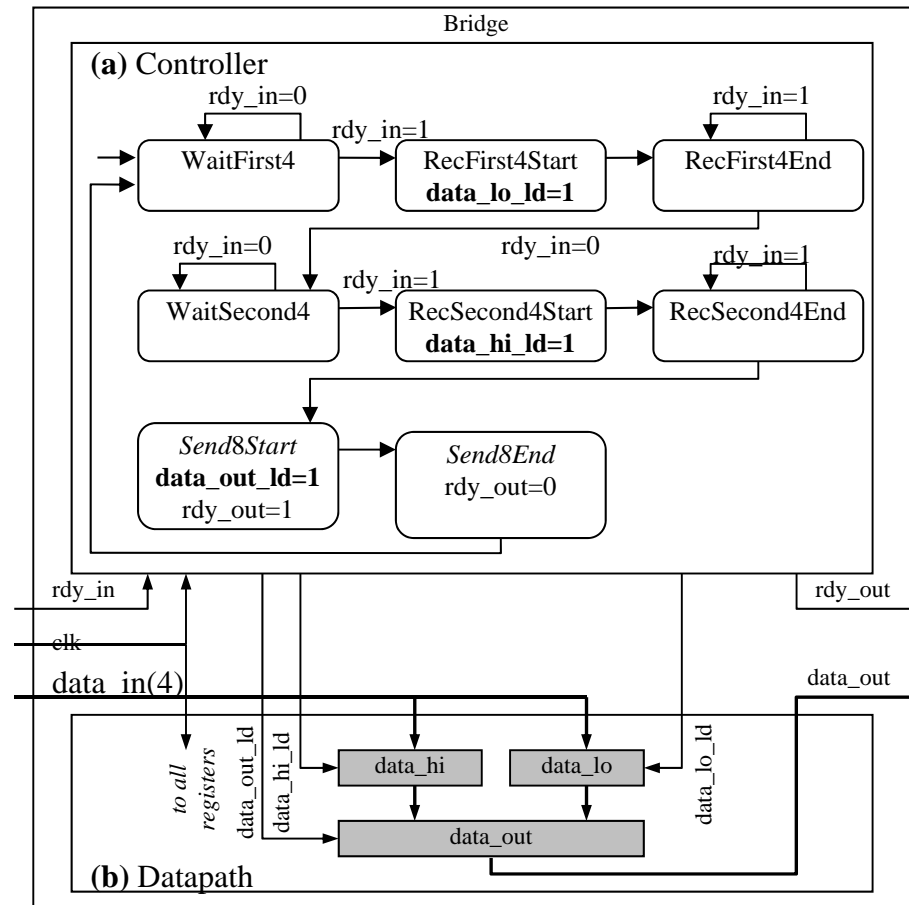 Bridge
(a) Controller
rdy_in=0
rdy_in=1
rdy_in=1
WaitFirst4
RecFirst4Start
data_lo_ld=1
RecFirst4End
rdy_in=0
rdy_in=0
rdy_in=1
rdy_in=1
WaitSecond4
RecSecond4Start
data_hi_ld=1
RecSecond4End
Send8Start
data_out_ld=1
rdy_out=1
Send8End
rdy_out=0
rdy_in
rdy_out
clk
data_in(4)
data_out
to all
registers
data_out_ld
data_hi_ld
data_lo_ld
data_hi
data_lo
data_out
(b) Datapath